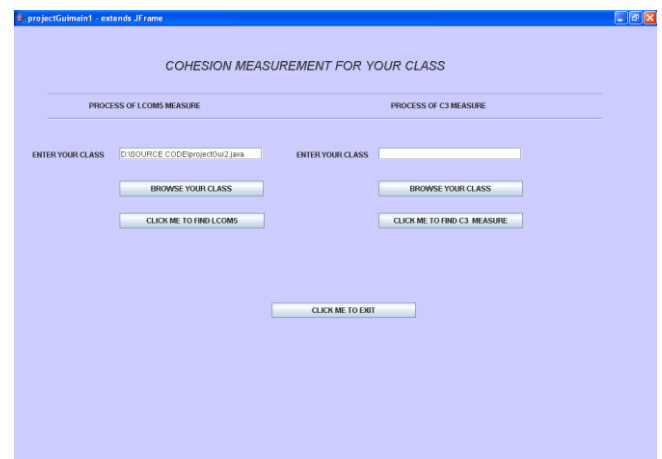 projectGuimain1 - extends JFrame
COHESION MEASUREMENT FOR YOUR CLASS
PROCESS OF LCOM5 MEASURE PROCESS OF C3 MEASURE
ENTER YOUR CLASS D:\SOURCE CODE\projectGui2.java ENTER YOUR CLASS
BROWSE YOUR CLASS BROWSE YOUR CLASS
CLICK ME TO FIND LCOM5 CLICK ME TO FIND C3 MEASURE
CLICK ME TO EXIT